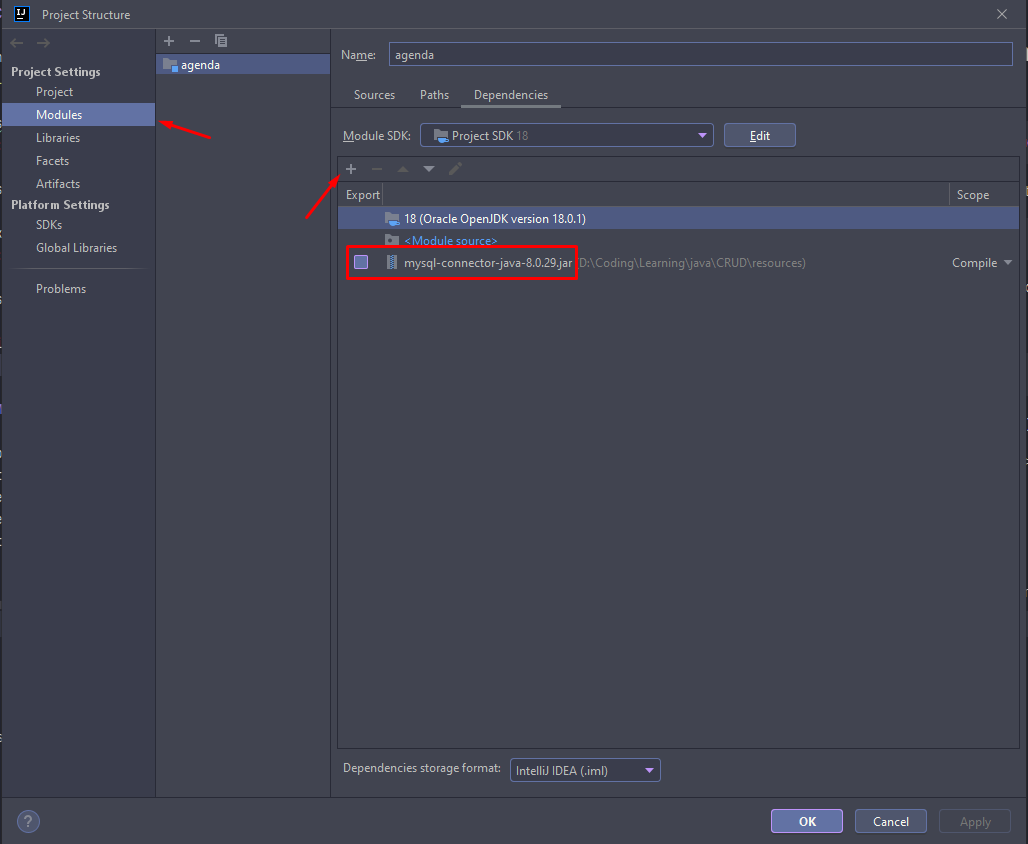 IJ Project Structure
Project Settings
Project
Modules
Libraries
Facets
Artifacts
Platform Settings
SDKs
Global Libraries
Problems
agenda
Name: agenda
Sources Paths Dependencies
Module SDK: Project SDK 18 Edit
Export Scope
18 (Oracle OpenJDK version 18.0.1)
<Module source>
mysql-connector-java-8.0.29.jar D:\Coding\Learning\java\CRUD\resources) Compile
Dependencies storage format: IntelliJ IDEA (.iml)
? OK Cancel Apply